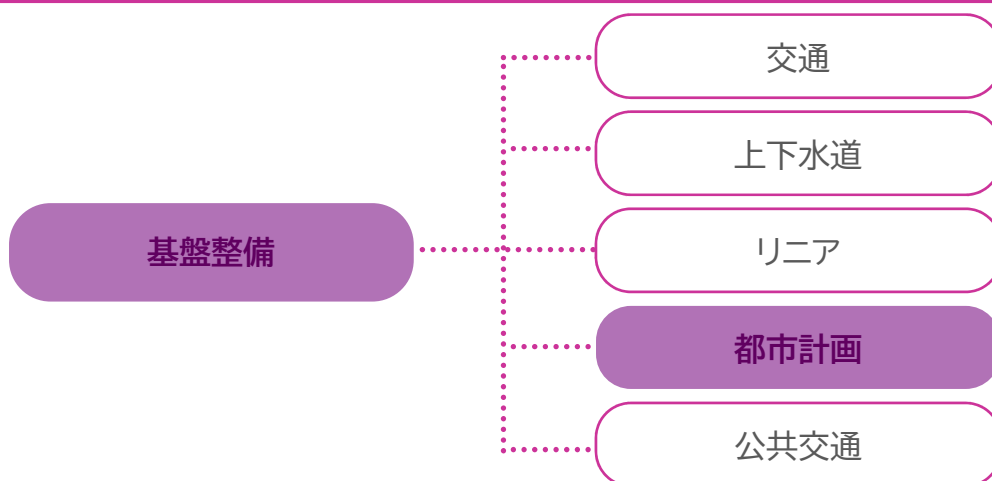 交通
上下水道
リニア
基盤整備
都市計画
公共交通